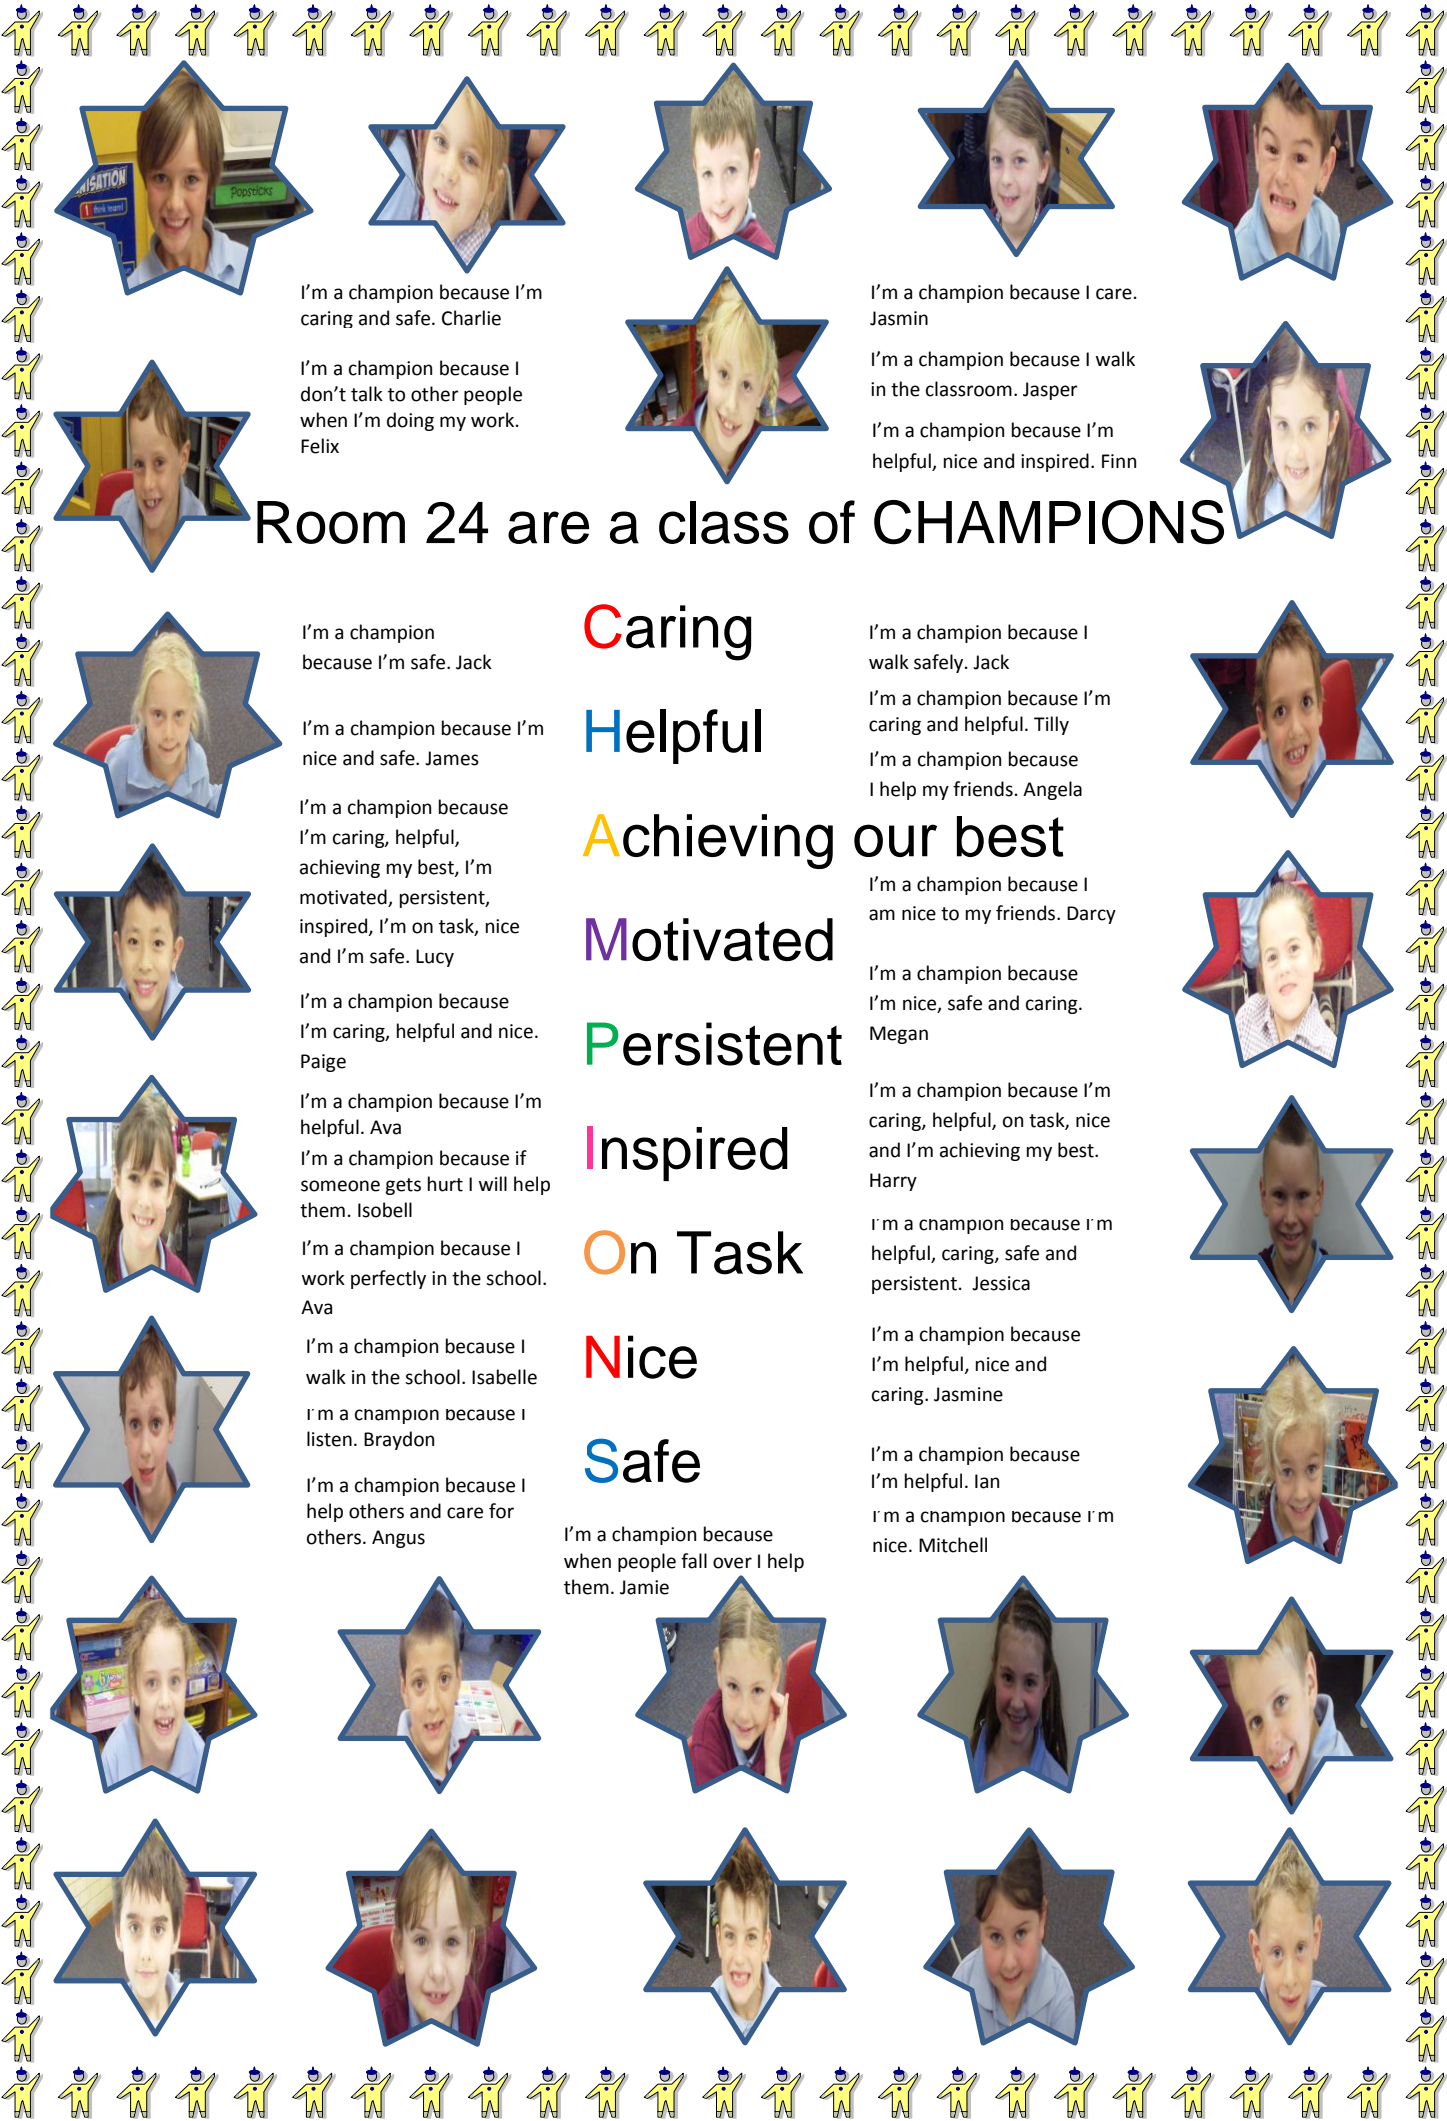 NISATION
1 think team!
Popsticks
I'm a champion because I'm
caring and safe. Charlie
I'm a champion because I
don't talk to other people
when I'm doing my work.
Felix
I'm a champion because I care.
Jasmin
I'm a champion because I walk
in the classroom. Jasper
I'm a champion because I'm
helpful, nice and inspired. Finn
Room 24 are a class of CHAMPIONS
I'm a champion
because I'm safe. Jack
I'm a champion because I'm
nice and safe. James
I'm a champion because
I'm caring, helpful,
achieving my best, I'm
motivated, persistent,
inspired, I'm on task, nice
and I'm safe. Lucy
I'm a champion because
I'm caring, helpful and nice.
Paige
I'm a champion because I'm
helpful. Ava
I'm a champion because if
someone gets hurt I will help
them. Isobell
I'm a champion because I
work perfectly in the school.
Ava
I'm a champion because I
walk in the school. Isabelle
I'm a champion because I
listen. Braydon
I'm a champion because I
help others and care for
others. Angus
Caring
Helpful
Achieving our best
Motivated
Persistent
Inspired
On Task
Nice
Safe
I'm a champion because
when people fall over I help
them. Jamie
I'm a champion because I
walk safely. Jack
I'm a champion because I'm
caring and helpful. Tilly
I'm a champion because
I help my friends. Angela
I'm a champion because I
am nice to my friends. Darcy
I'm a champion because
I'm nice, safe and caring.
Megan
I'm a champion because I'm
caring, helpful, on task, nice
and I'm achieving my best.
Harry
I'm a champion because I'm
helpful, caring, safe and
persistent. Jessica
I'm a champion because
I'm helpful, nice and
caring. Jasmine
I'm a champion because
I'm helpful. Ian
I'm a champion because I'm
nice. Mitchell